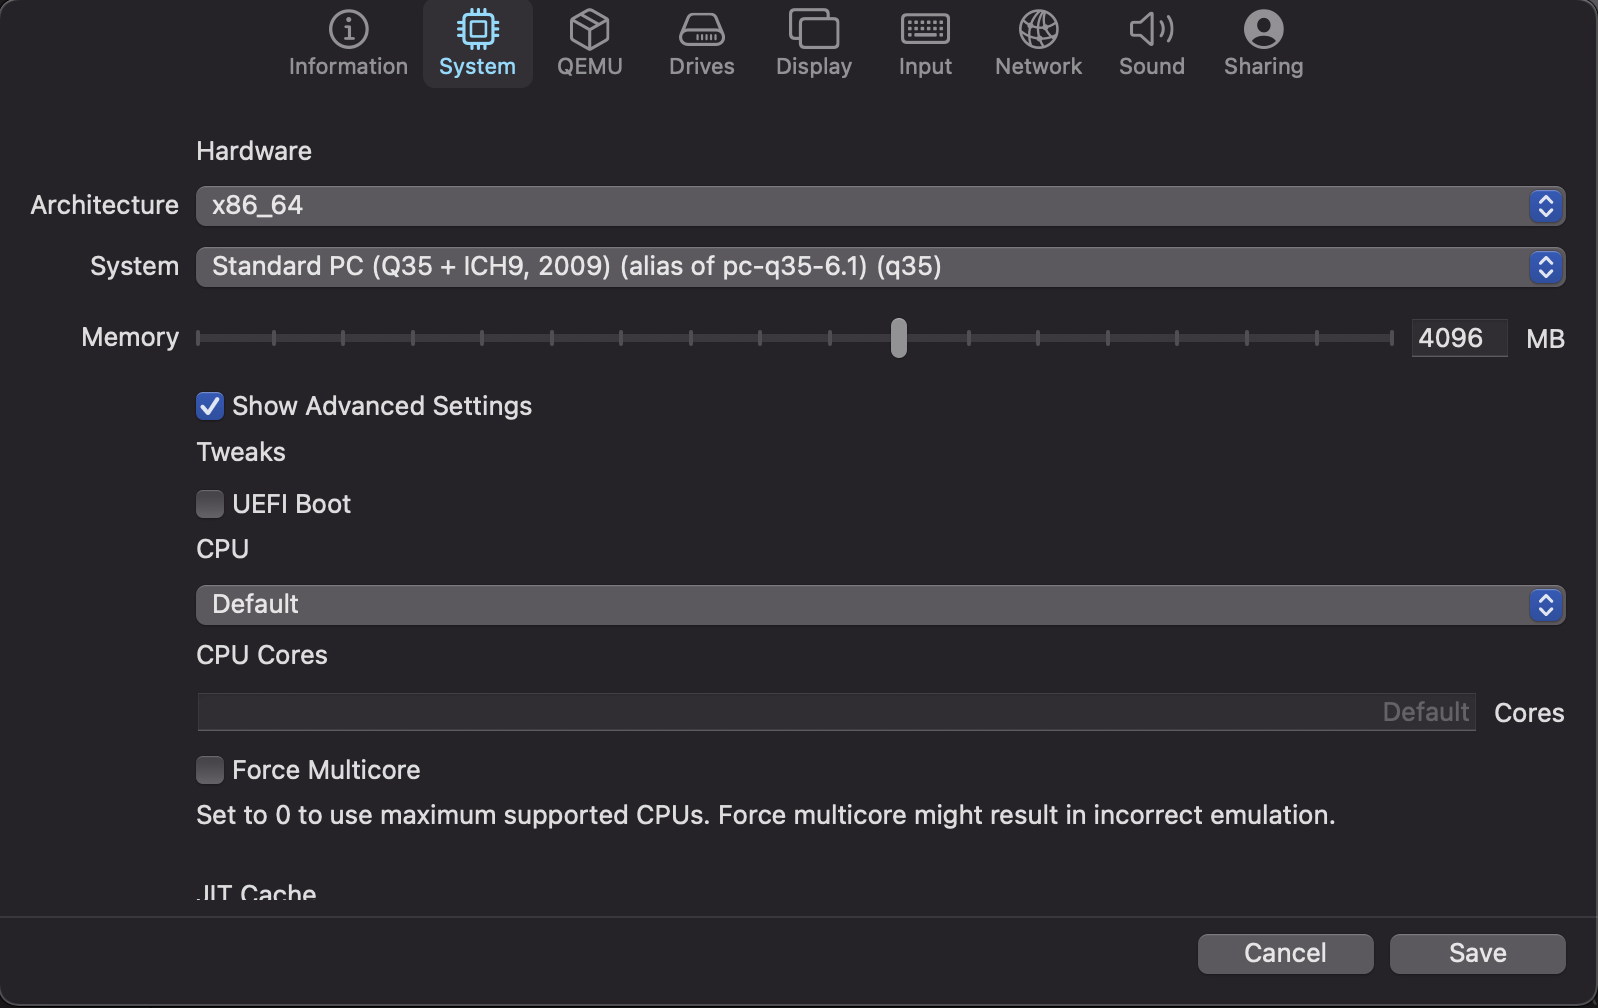 Information System QEMU Drives Display Input Network Sound Sharing
Hardware
Architecture x86_64
System Standard PC (Q35 + ICH9, 2009) (alias of pc-q35-6.1) (q35)
Memory 4096 MB
Show Advanced Settings
Tweaks
UEFI Boot
CPU
Default
CPU Cores
Default Cores
Force Multicore
Set to 0 to use maximum supported CPUs. Force multicore might result in incorrect emulation.
JIT Cache
Cancel Save